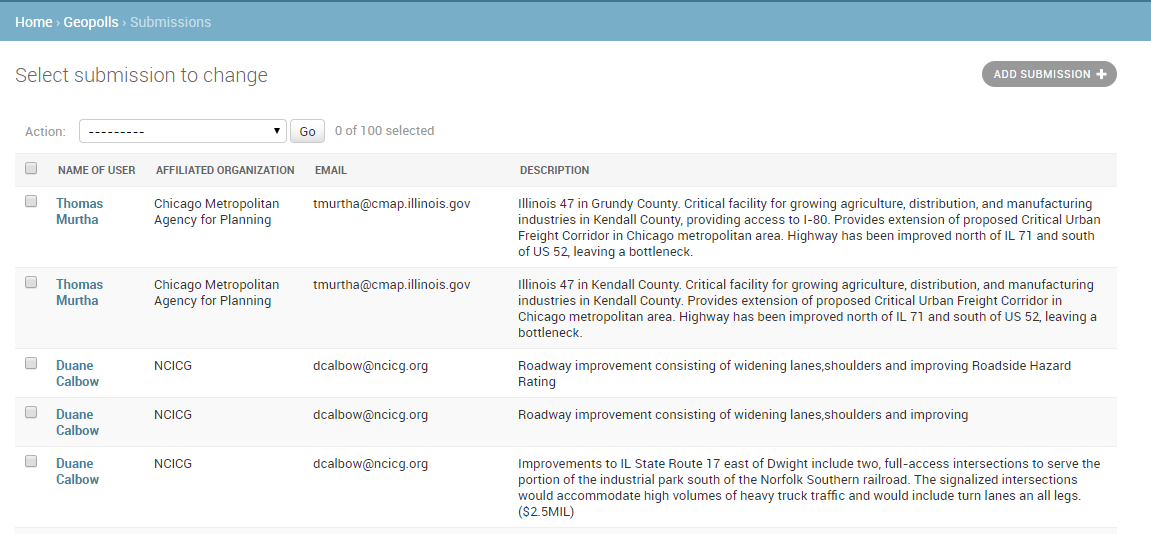 Home › Geopolls › Submissions
Select submission to change
ADD SUBMISSION +
Action: --------- Go 0 of 100 selected
NAME OF USER AFFILIATED ORGANIZATION EMAIL DESCRIPTION
Thomas Chicago Metropolitan tmurtha@cmap.illinois.gov Illinois 47 in Grundy County. Critical facility for growing agriculture, distribution, and manufacturing
Murtha Agency for Planning industries in Kendall County, providing access to I-80. Provides extension of proposed Critical Urban
Freight Corridor in Chicago metropolitan area. Highway has been improved north of IL 71 and south
of US 52, leaving a bottleneck.
Thomas Chicago Metropolitan tmurtha@cmap.illinois.gov Illinois 47 in Kendall County. Critical facility for growing agriculture, distribution, and manufacturing
Murtha Agency for Planning industries in Kendall County. Provides extension of proposed Critical Urban Freight Corridor in
Chicago metropolitan area. Highway has been improved north of IL 71 and south of US 52, leaving a
bottleneck.
Duane NCICG dcalbow@ncicg.org Roadway improvement consisting of widening lanes,shoulders and improving Roadside Hazard
Calbow Rating
Duane NCICG dcalbow@ncicg.org Roadway improvement consisting of widening lanes,shoulders and improving
Calbow
Duane NCICG dcalbow@ncicg.org Improvements to IL State Route 17 east of Dwight include two, full-access intersections to serve the
Calbow portion of the industrial park south of the Norfolk Southern railroad. The signalized intersections
would accommodate high volumes of heavy truck traffic and would include turn lanes an all legs.
($2.5MIL)